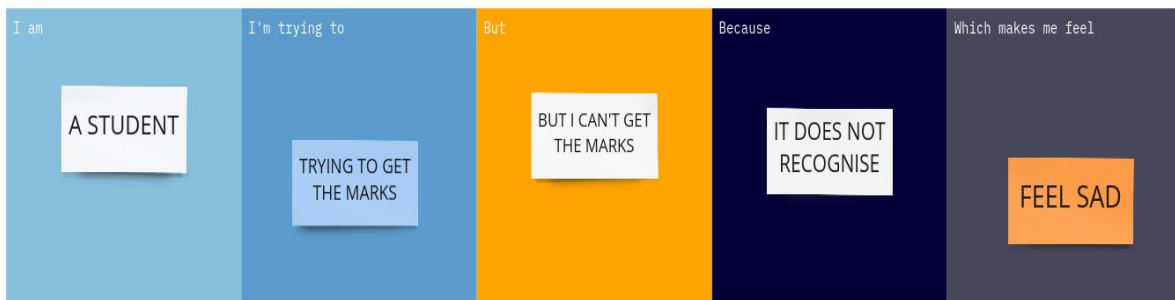 I am
A STUDENT
I'm trying to
TRYING TO GET
THE MARKS
But
BUT I CAN'T GET
THE MARKS
Because
IT DOES NOT
RECOGNISE
Which makes me feel
FEEL SAD